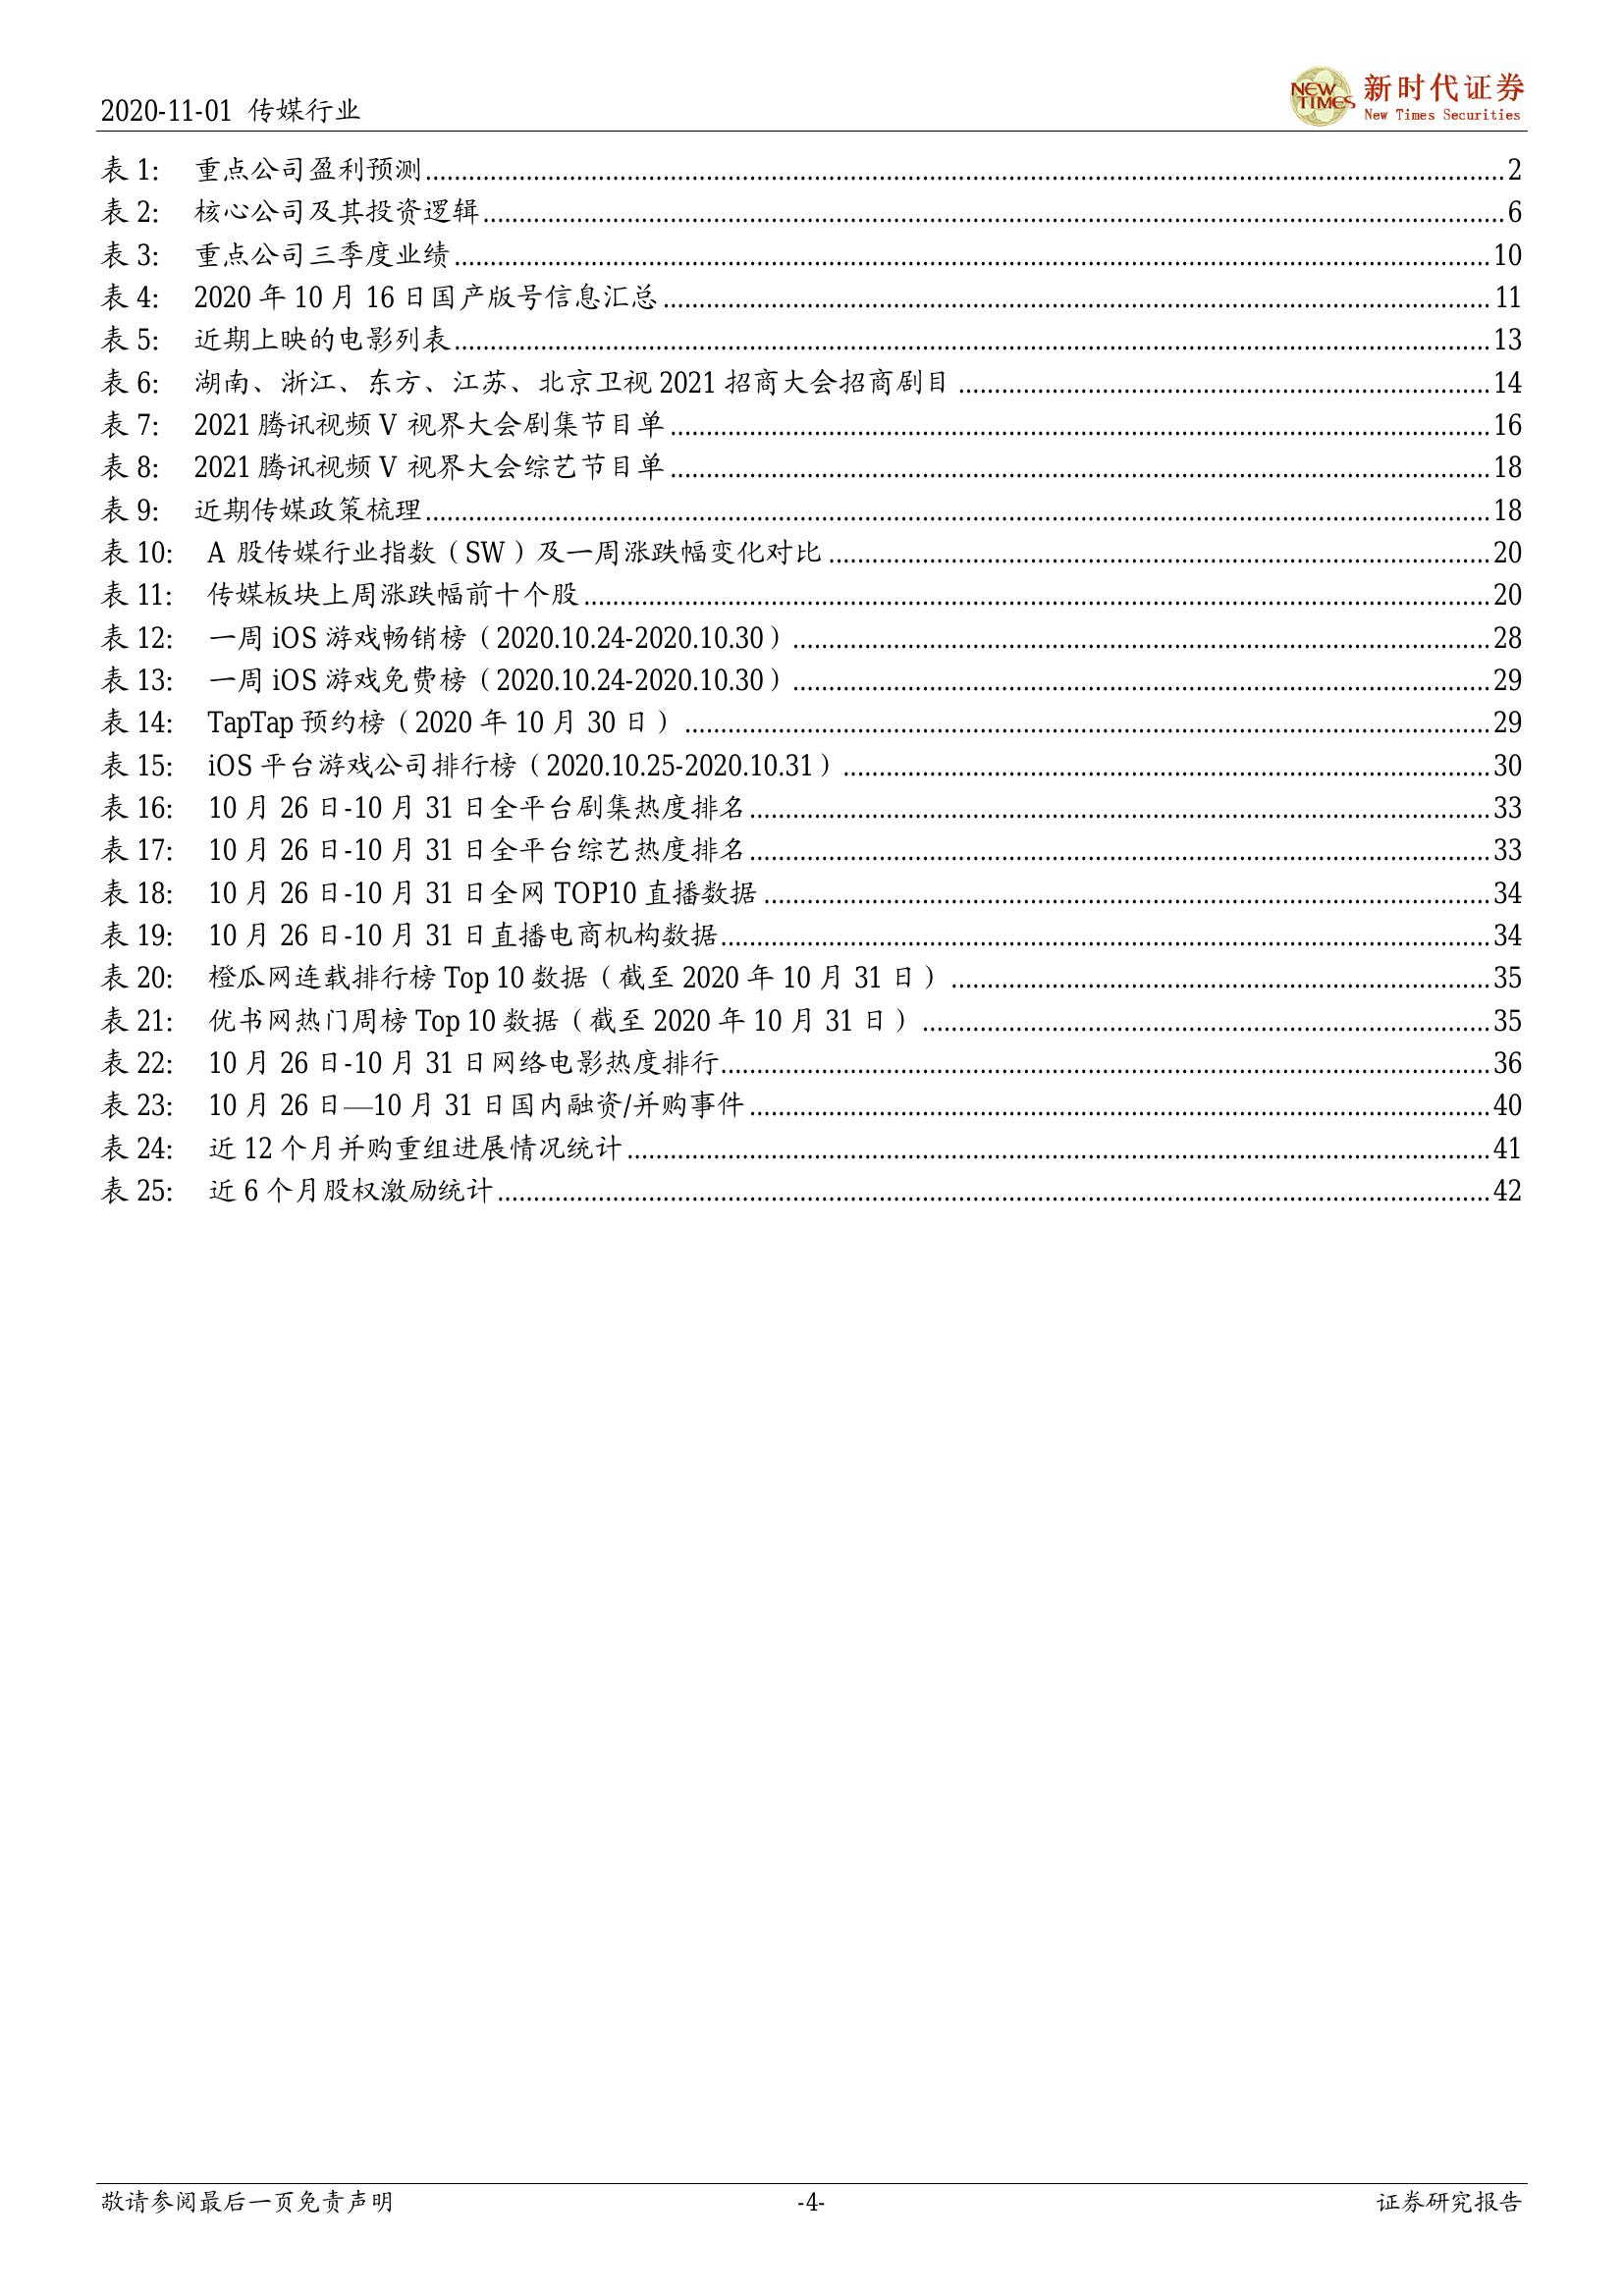 2020-11-01 传媒行业
NEW TIMES 新时代证券
New Times Securities
表 1: 重点公司盈利预测 2
表 2: 核心公司及其投资逻辑 6
表 3: 重点公司三季度业绩 10
表 4: 2020 年 10 月 16 日国产版号信息汇总 11
表 5: 近期上映的电影列表 13
表 6: 湖南、浙江、东方、江苏、北京卫视 2021 招商大会招商剧目 14
表 7: 2021 腾讯视频 V 视界大会剧集节目单 16
表 8: 2021 腾讯视频 V 视界大会综艺节目单 18
表 9: 近期传媒政策梳理 18
表 10: A 股传媒行业指数（SW）及一周涨跌幅变化对比 20
表 11: 传媒板块上周涨跌幅前十个股 20
表 12: 一周 iOS 游戏畅销榜（2020.10.24-2020.10.30） 28
表 13: 一周 iOS 游戏免费榜（2020.10.24-2020.10.30） 29
表 14: TapTap 预约榜（2020 年 10 月 30 日） 29
表 15: iOS 平台游戏公司排行榜（2020.10.25-2020.10.31） 30
表 16: 10 月 26 日-10 月 31 日全平台剧集热度排名 33
表 17: 10 月 26 日-10 月 31 日全平台综艺热度排名 33
表 18: 10 月 26 日-10 月 31 日全网 TOP10 直播数据 34
表 19: 10 月 26 日-10 月 31 日直播电商机构数据 34
表 20: 橙瓜网连载排行榜 Top 10 数据（截至 2020 年 10 月 31 日） 35
表 21: 优书网热门周榜 Top 10 数据（截至 2020 年 10 月 31 日） 35
表 22: 10 月 26 日-10 月 31 日网络电影热度排行 36
表 23: 10 月 26 日—10 月 31 日国内融资/并购事件 40
表 24: 近 12 个月并购重组进展情况统计 41
表 25: 近 6 个月股权激励统计 42
敬请参阅最后一页免责声明 -4- 证券研究报告